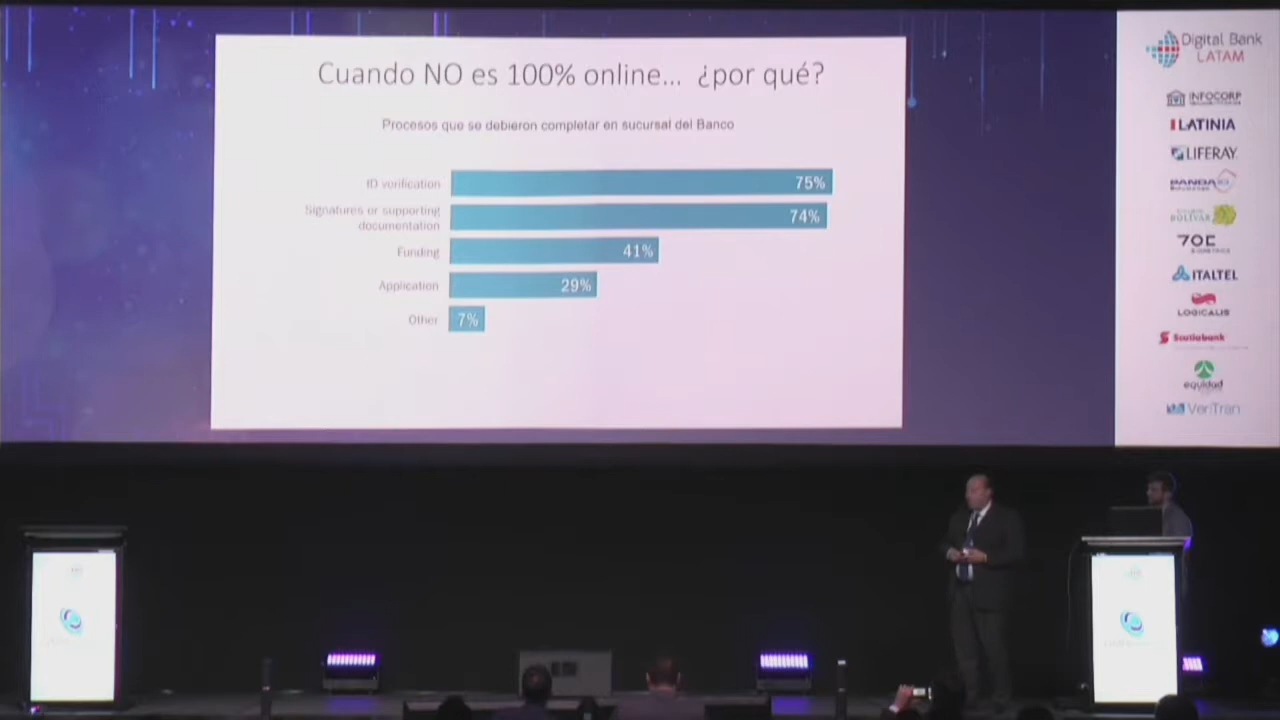 Cuando NO es 100% online... ¿por qué?
Procesos que se debieron completar en sucursal del Banco
ID verification
75%
Signatures or supporting
documentation
74%
Funding
41%
Application
29%
Other
7%
Digital Bank
LATAM
INFOCORP
LATINIA
LIFERAY
BOLÍVAR
ITALTEL
LOGICALIS
Scotiabank
equidad
VeriTran